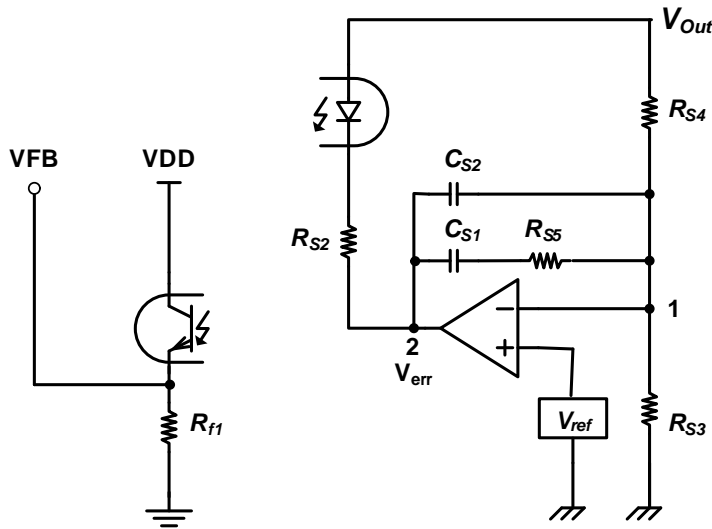 V_Out
R_S4
VFB
VDD
C_S2
C_S1
R_S5
R_S2
1
2
V_err
V_ref
R_S3
R_f1